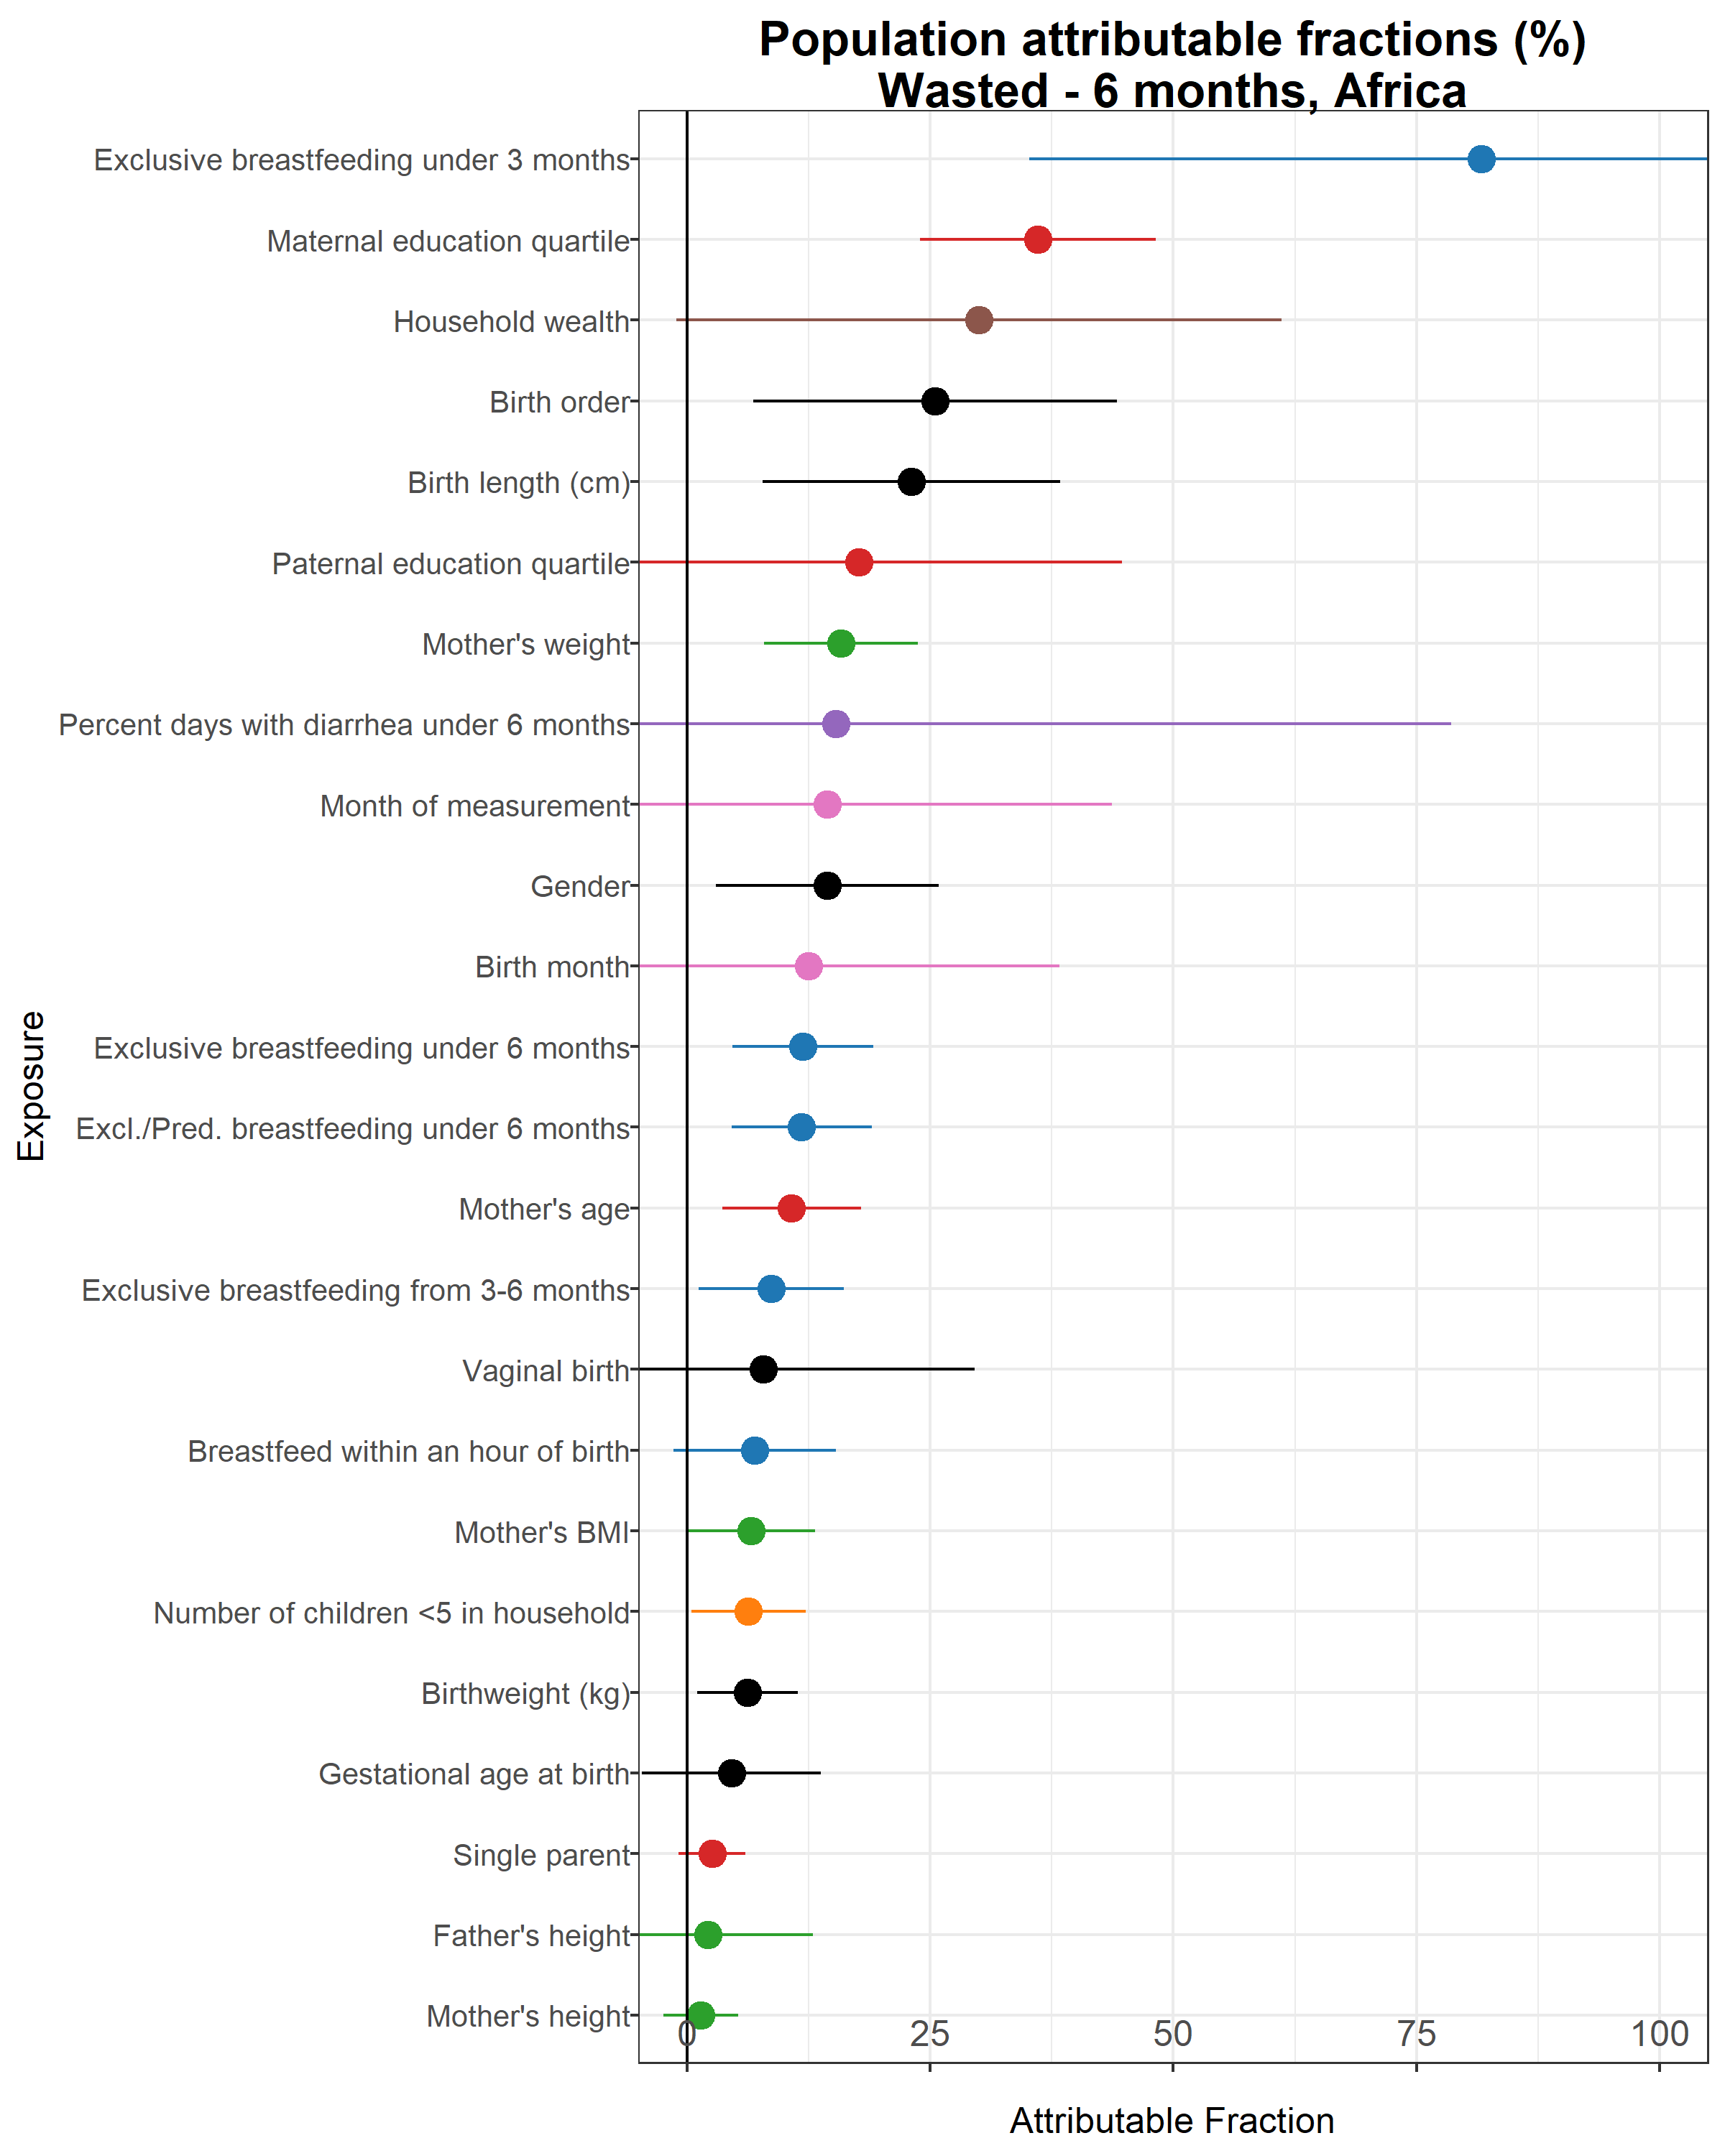 Population attributable fractions (%)
Wasted - 6 months, Africa
Exclusive breastfeeding under 3 months
Maternal education quartile
Household wealth
Birth order
Birth length (cm)
Paternal education quartile
Mother's weight
Percent days with diarrhea under 6 months
Month of measurement
Gender
Birth month
Exclusive breastfeeding under 6 months
Excl./Pred. breastfeeding under 6 months
Mother's age
Exclusive breastfeeding from 3-6 months
Vaginal birth
Breastfeed within an hour of birth
Mother's BMI
Number of children <5 in household
Birthweight (kg)
Gestational age at birth
Single parent
Father's height
Mother's height
Exposure
0 25 50 75 100
Attributable Fraction